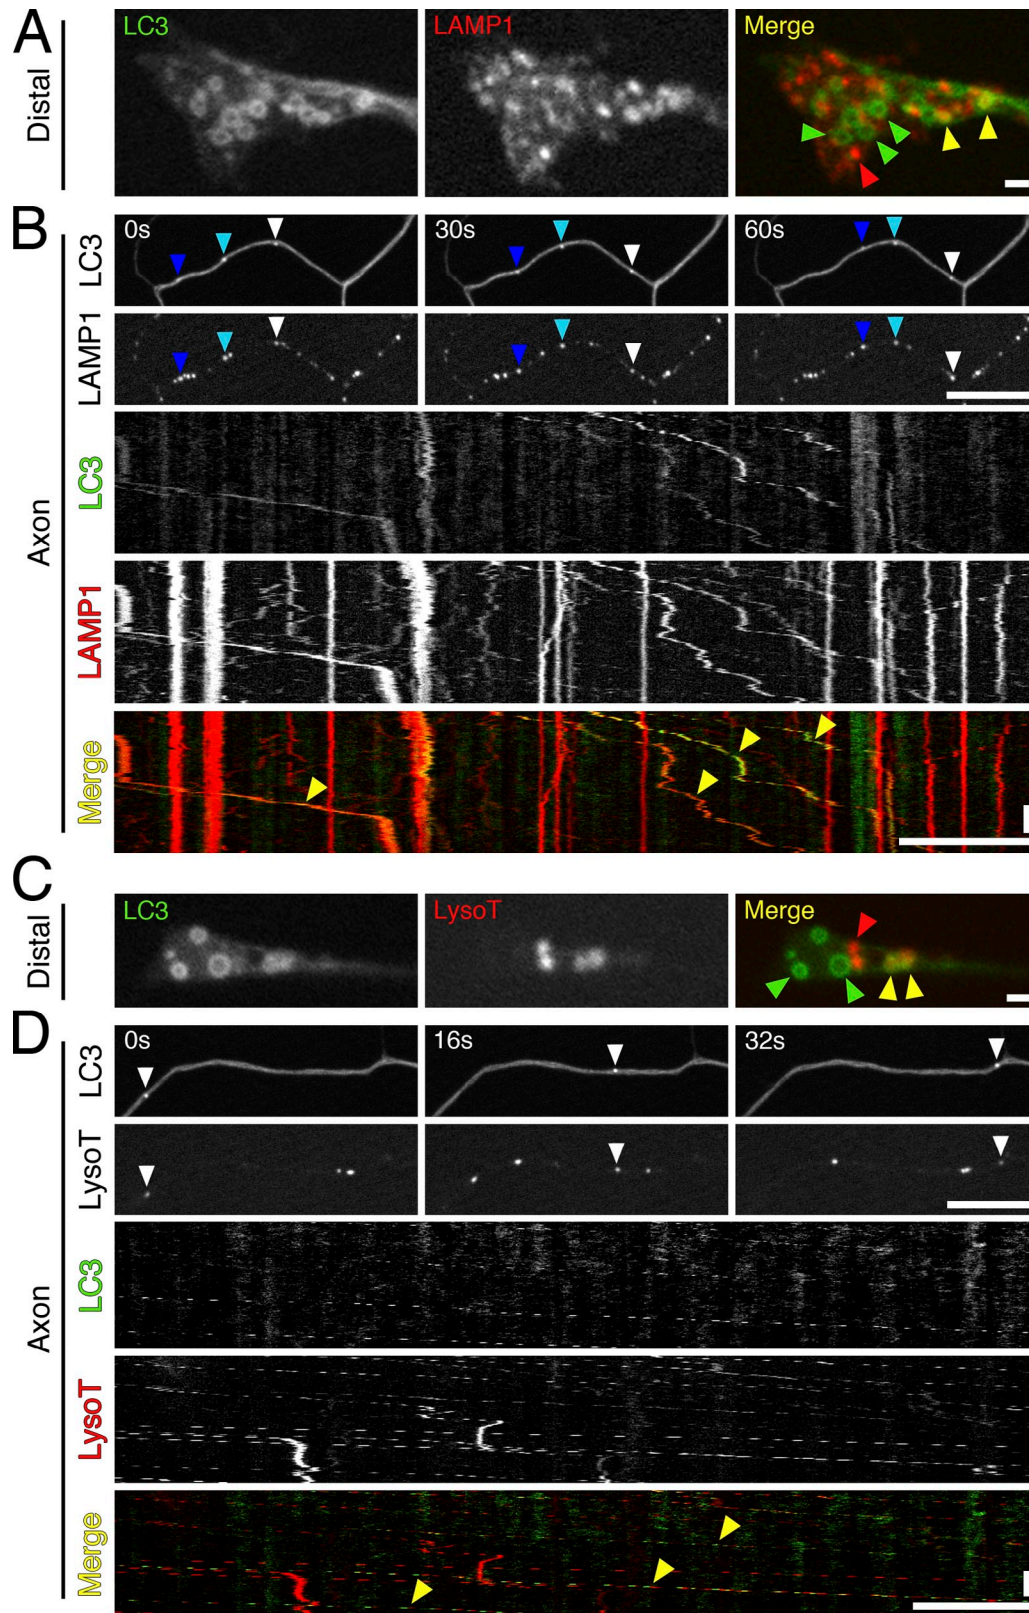 A
Distal
LC3
LAMP1
Merge
B
Axon
LC3
0s
30s
60s
LAMP1
LC3
LAMP1
Merge
C
Distal
LC3
LysoT
Merge
D
Axon
LC3
0s
16s
32s
LysoT
LC3
LysoT
Merge